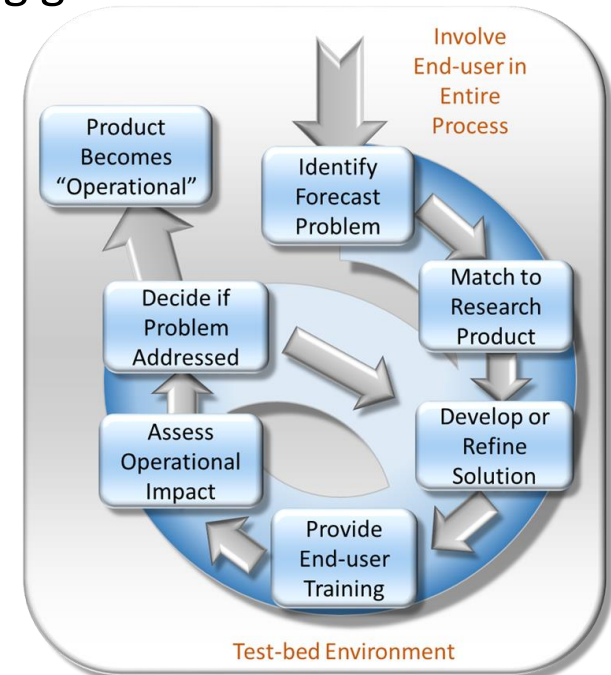 Involve
End-user in
Entire
Process
Product
Becomes
“Operational”
Identify
Forecast
Problem
Match to
Research
Product
Decide if
Problem
Addressed
Develop or
Refine
Solution
Assess
Operational
Impact
Provide
End-user
Training
Test-bed Environment